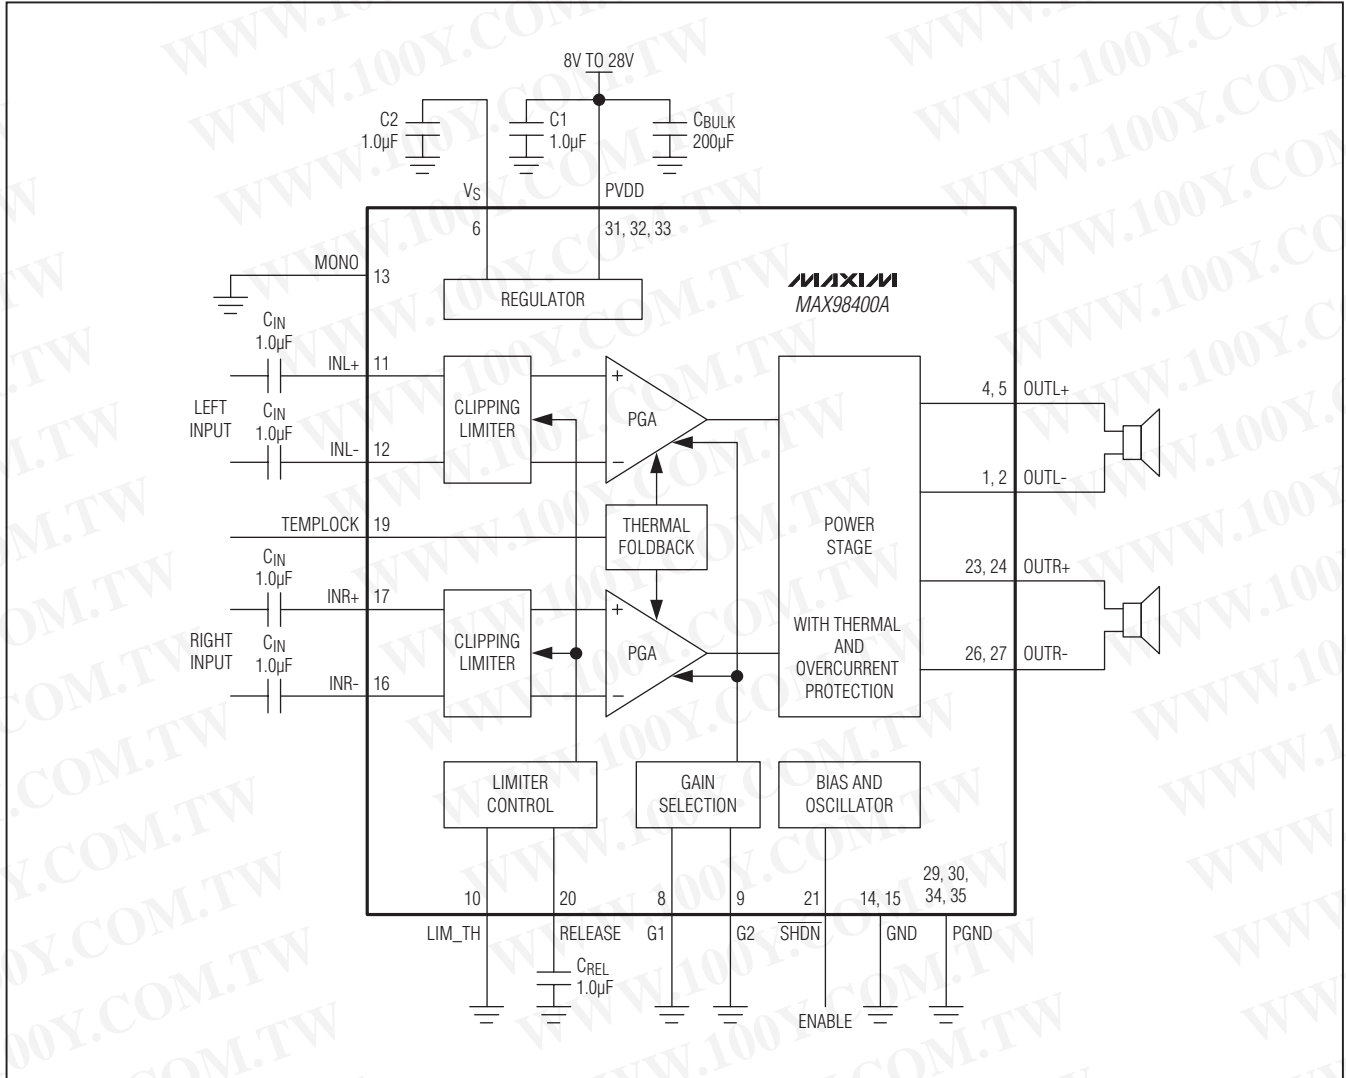 8V TO 28V
C2
1.0µF
C1
1.0µF
CBULK
200µF
VS
PVDD
6
31, 32, 33
MONO
13
REGULATOR
MAXIM
MAX98400A
CIN
1.0µF
INL+
11
LEFT
INPUT
CIN
1.0µF
INL-
12
CLIPPING
LIMITER
+
PGA
−
4, 5
OUTL+
1, 2
OUTL-
TEMPLOCK
19
THERMAL
FOLDBACK
POWER
STAGE
WITH THERMAL
AND
OVERCURRENT
PROTECTION
23, 24
OUTR+
26, 27
OUTR-
CIN
1.0µF
INR+
17
RIGHT
INPUT
CIN
1.0µF
INR-
16
CLIPPING
LIMITER
+
PGA
−
LIMITER
CONTROL
GAIN
SELECTION
BIAS AND
OSCILLATOR
10
20
8
9
21
14, 15
29, 30,
34, 35
LIM_TH
RELEASE
G1
G2
SHDN
GND
PGND
CREL
1.0µF
ENABLE
WWW.100Y.COM.TW